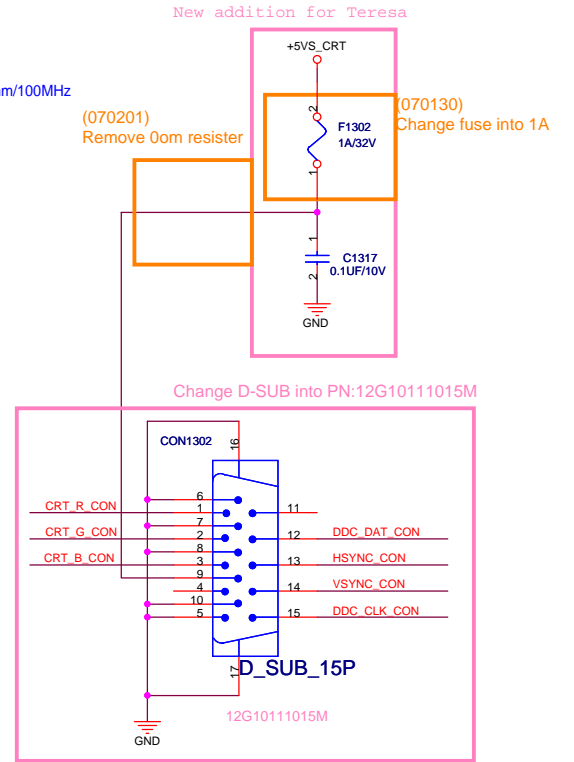 New addition for Teresa
+5VS_CRT
m/100MHz
(070201)
Remove 0om resister
(070130)
Change fuse into 1A
2
F1302
1A/32V
1
1
C1317
0.1UF/10V
2
GND
Change D-SUB into PN:12G10111015M
CON1302
16
6
CRT_R_CON
1
11
7
CRT_G_CON
2
12
DDC_DAT_CON
8
CRT_B_CON
3
13
HSYNC_CON
9
4
14
VSYNC_CON
10
5
15
DDC_CLK_CON
17
D_SUB_15P
12G10111015M
GND